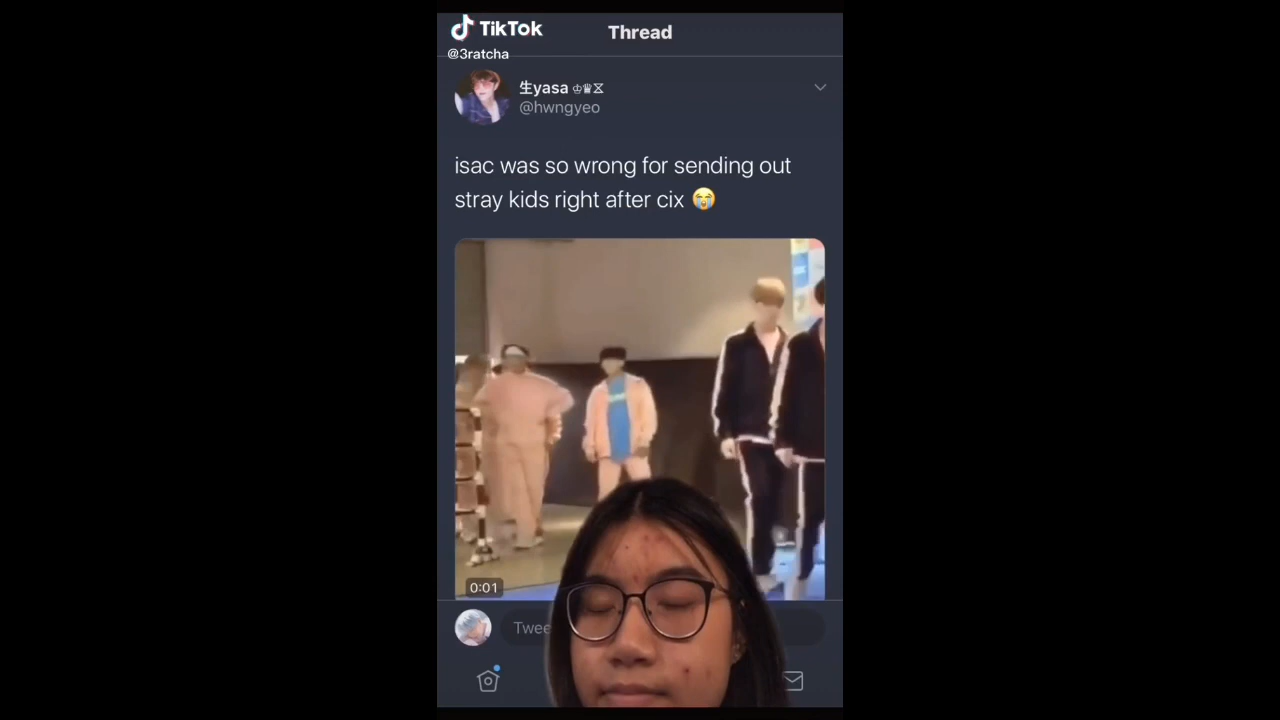 TikTok
@3ratcha
Thread
生yasa ♔♛⧖
@hwngyeo
isac was so wrong for sending out
stray kids right after cix 😭
0:01